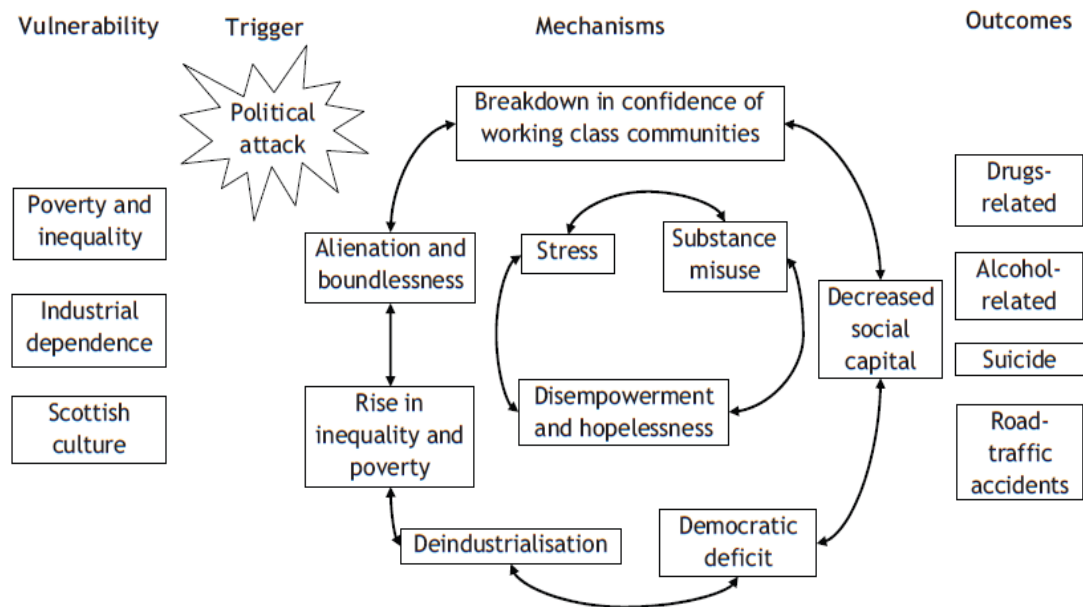 Vulnerability
Trigger
Mechanisms
Outcomes
Political
attack
Poverty and
inequality
Industrial
dependence
Scottish
culture
Breakdown in confidence of
working class communities
Alienation and
boundlessness
Rise in
inequality and
poverty
Deindustrialisation
Democratic
deficit
Decreased
social
capital
Stress
Substance
misuse
Disempowerment
and hopelessness
Drugs-
related
Alcohol-
related
Suicide
Road-
traffic
accidents